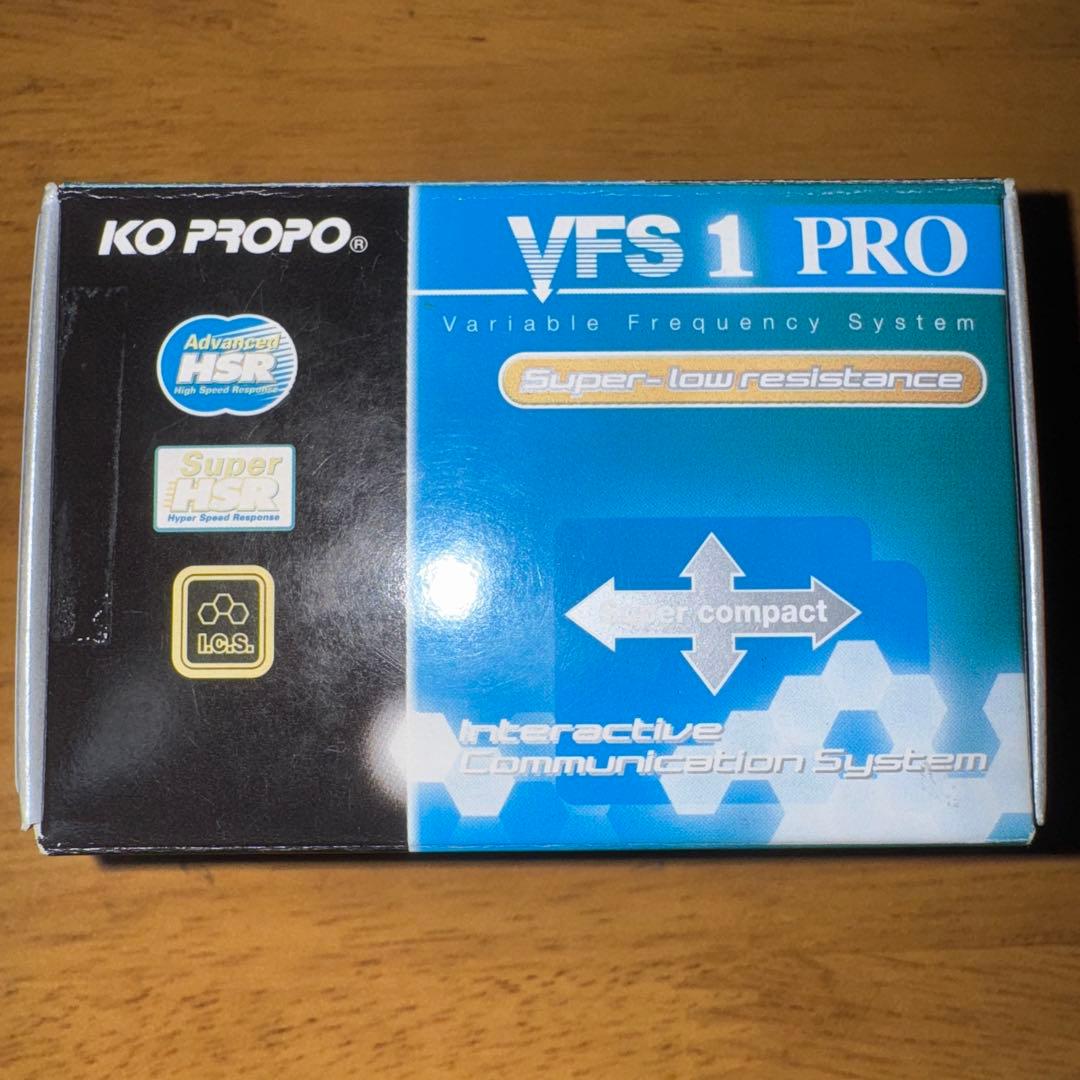 KO PROPO®
Advanced
HSR
High Speed Response
Super
HSR
Hyper Speed Response
I.C.S.
VFS 1 PRO
Variable Frequency System
Super-low resistance
Super compact
Interactive
Communication System